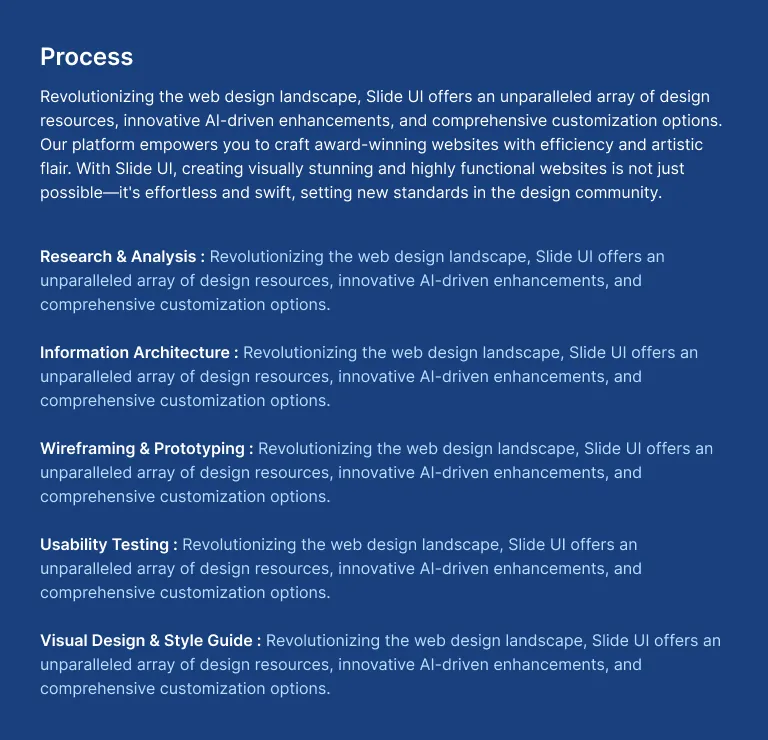 Process
Revolutionizing the web design landscape, Slide UI offers an unparalleled array of design
resources, innovative AI-driven enhancements, and comprehensive customization options.
Our platform empowers you to craft award-winning websites with efficiency and artistic
flair. With Slide UI, creating visually stunning and highly functional websites is not just
possible—it's effortless and swift, setting new standards in the design community.
Research & Analysis : Revolutionizing the web design landscape, Slide UI offers an
unparalleled array of design resources, innovative AI-driven enhancements, and
comprehensive customization options.
Information Architecture : Revolutionizing the web design landscape, Slide UI offers an
unparalleled array of design resources, innovative AI-driven enhancements, and
comprehensive customization options.
Wireframing & Prototyping : Revolutionizing the web design landscape, Slide UI offers an
unparalleled array of design resources, innovative AI-driven enhancements, and
comprehensive customization options.
Usability Testing : Revolutionizing the web design landscape, Slide UI offers an
unparalleled array of design resources, innovative AI-driven enhancements, and
comprehensive customization options.
Visual Design & Style Guide : Revolutionizing the web design landscape, Slide UI offers an
unparalleled array of design resources, innovative AI-driven enhancements, and
comprehensive customization options.